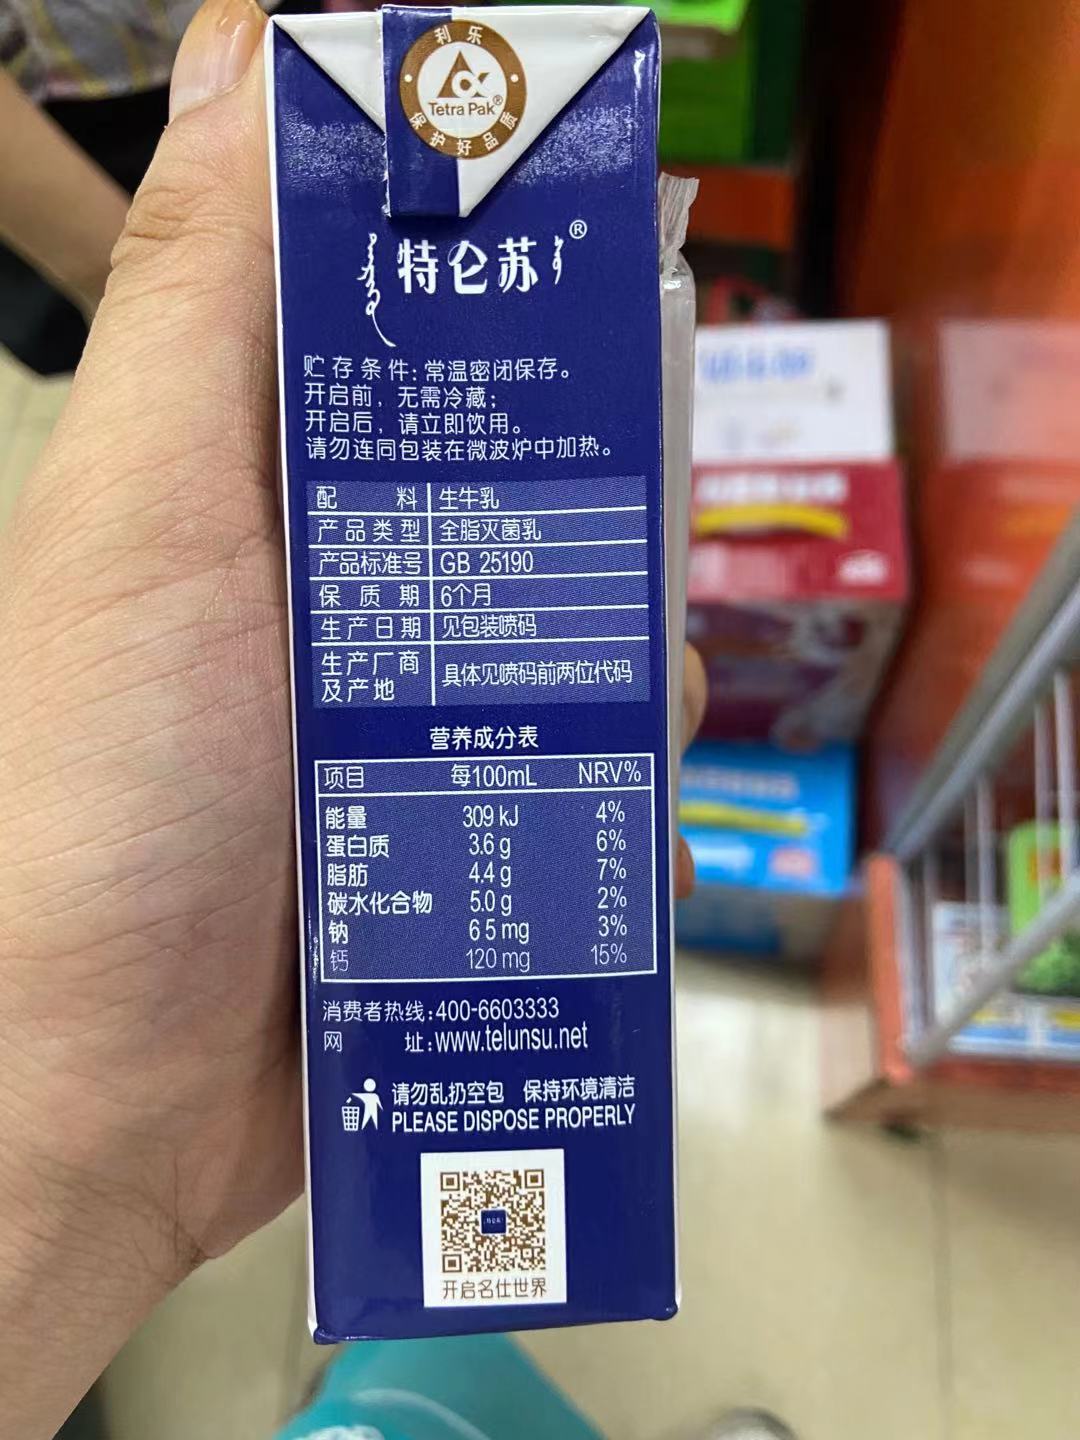 利乐
Tetra Pak®
保护好品质
特仑苏®
贮存条件:常温密闭保存。
开启前,无需冷藏;
开启后,请立即饮用。
请勿连同包装在微波炉中加热。
配料 生牛乳
产品类型 全脂灭菌乳
产品标准号 GB 25190
保质期 6个月
生产日期 见包装喷码
生产厂商及产地 具体见喷码前两位代码
营养成分表
项目 每100mL NRV%
能量 309 kJ 4%
蛋白质 3.6 g 6%
脂肪 4.4 g 7%
碳水化合物 5.0 g 2%
钠 65 mg 3%
钙 120 mg 15%
消费者热线:400-6603333
网址:www.telunsu.net
请勿乱扔空包 保持环境清洁
PLEASE DISPOSE PROPERLY
开启名仕世界